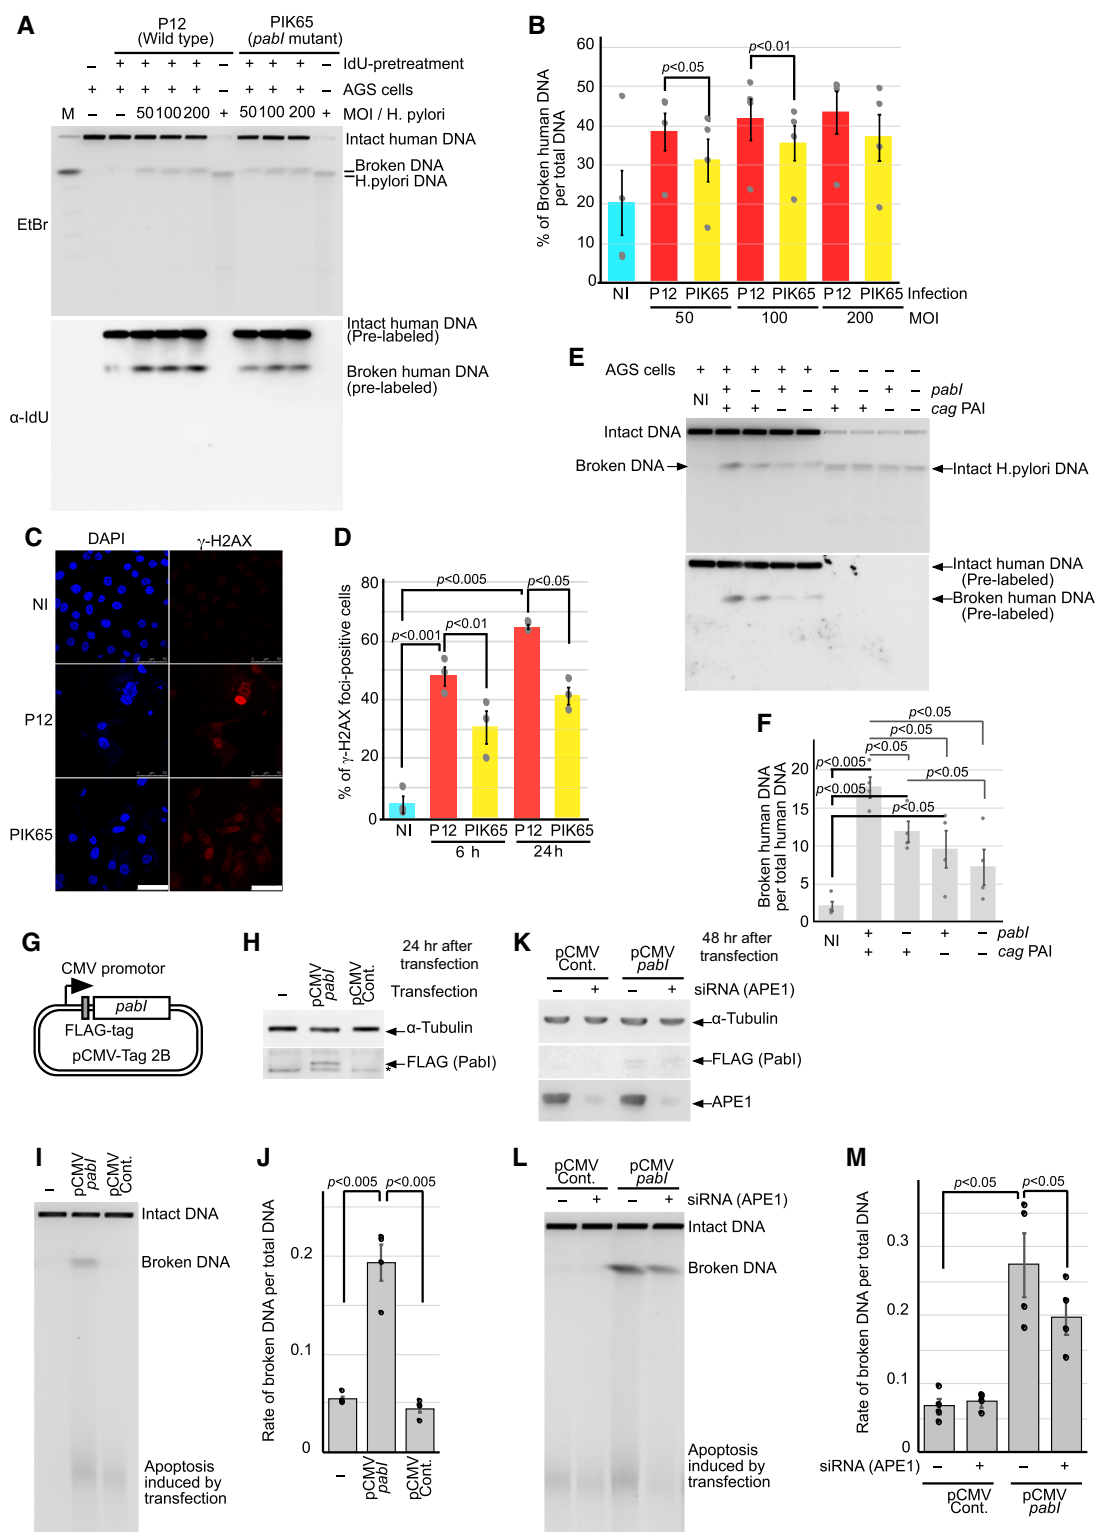 A
P12
(Wild type)
PIK65
(pabI mutant)
– + + + + – + + + – IdU-pretreatment
+ + + + + – + + + – AGS cells
M – – 50 100 200 + 50 100 200 + MOI / H. pylori
Intact human DNA
Broken DNA
H.pylori DNA
EtBr
Intact human DNA
(Pre-labeled)
Broken human DNA
(pre-labeled)
α-IdU
B
% of Broken human DNA
per total DNA
60
50
40
30
20
10
0
p<0.05
p<0.01
NI P12 PIK65 P12 PIK65 P12 PIK65 Infection
50 100 200 MOI
C
DAPI γ-H2AX
NI
P12
PIK65
D
% of γ-H2AX foci-positive cells
80
60
40
20
0
p<0.005
p<0.05
p<0.001
p<0.01
NI P12 PIK65 P12 PIK65
6 h 24h
E
AGS cells + + + + + – – – –
NI + – + – + – + – pabI
+ + – – + + – – cag PAI
Intact DNA
Broken DNA
Intact H.pylori DNA
Intact human DNA
(Pre-labeled)
Broken human DNA
(Pre-labeled)
F
Broken human DNA
per total human DNA
20
15
10
5
0
p<0.05
p<0.05
p<0.05
p<0.005
p<0.05
p<0.005
p<0.05
NI + – + – pabI
+ + – – cag PAI
G
CMV promotor
pabI
FLAG-tag
pCMV-Tag 2B
H
24 hr after
transfection
– pCMV pabI pCMV Cont. Transfection
α-Tubulin
FLAG (PabI)
*
I
– pCMV pabI pCMV Cont.
Intact DNA
Broken DNA
Apoptosis
induced by
transfection
J
Rate of broken DNA per total DNA
0.2
0.1
0
p<0.005 p<0.005
– pCMV pabI pCMV Cont.
K
pCMV
Cont.
pCMV
pabI
48 hr after
transfection
– + – + siRNA (APE1)
α-Tubulin
FLAG (PabI)
APE1
L
pCMV
Cont.
pCMV
pabI
– + – + siRNA (APE1)
Intact DNA
Broken DNA
Apoptosis
induced by
transfection
M
Rate of broken DNA per total DNA
0.3
0.2
0.1
0
p<0.05
p<0.05
siRNA (APE1) – + – +
pCMV
Cont.
pCMV
pabI